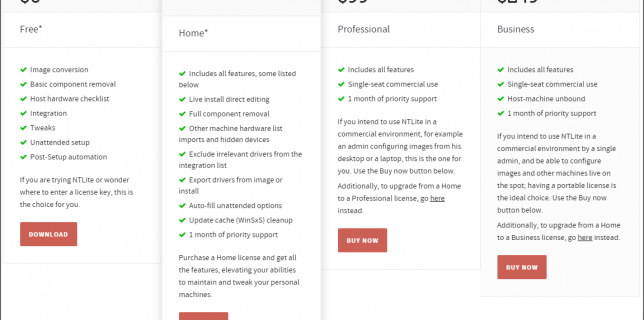 Free*
Image conversion
Basic component removal
Host hardware checklist
Integration
Tweaks
Unattended setup
Post-Setup automation
If you are trying NTLite or wonder
where to enter a license key, this is
the choice for you.
DOWNLOAD
Home*
Includes all features, some listed
below
Live install direct editing
Full component removal
Other machine hardware list
imports and hidden devices
Exclude irrelevant drivers from the
integration list
Export drivers from image or
install
Auto-fill unattended options
Update cache (WinSxS) cleanup
1 month of priority support
Purchase a Home license and get all
the features, elevating your abilities
to maintain and tweak your personal
machines.
Professional
Includes all features
Single-seat commercial use
1 month of priority support
If you intend to use NTLite in a
commercial environment, for example
an admin configuring images from his
desktop or a laptop, this is the one for
you. Use the Buy now button below.
Additionally, to upgrade from a Home
to a Professional license, go here
instead.
BUY NOW
Business
Includes all features
Single-seat commercial use
Host-machine unbound
1 month of priority support
If you intend to use NTLite in a
commercial environment by a single
admin, and be able to configure
images and other machines live on
the spot; having a portable license is
the ideal choice. Use the Buy now
button below.
Additionally, to upgrade from a Home
to a Business license, go here instead.
BUY NOW